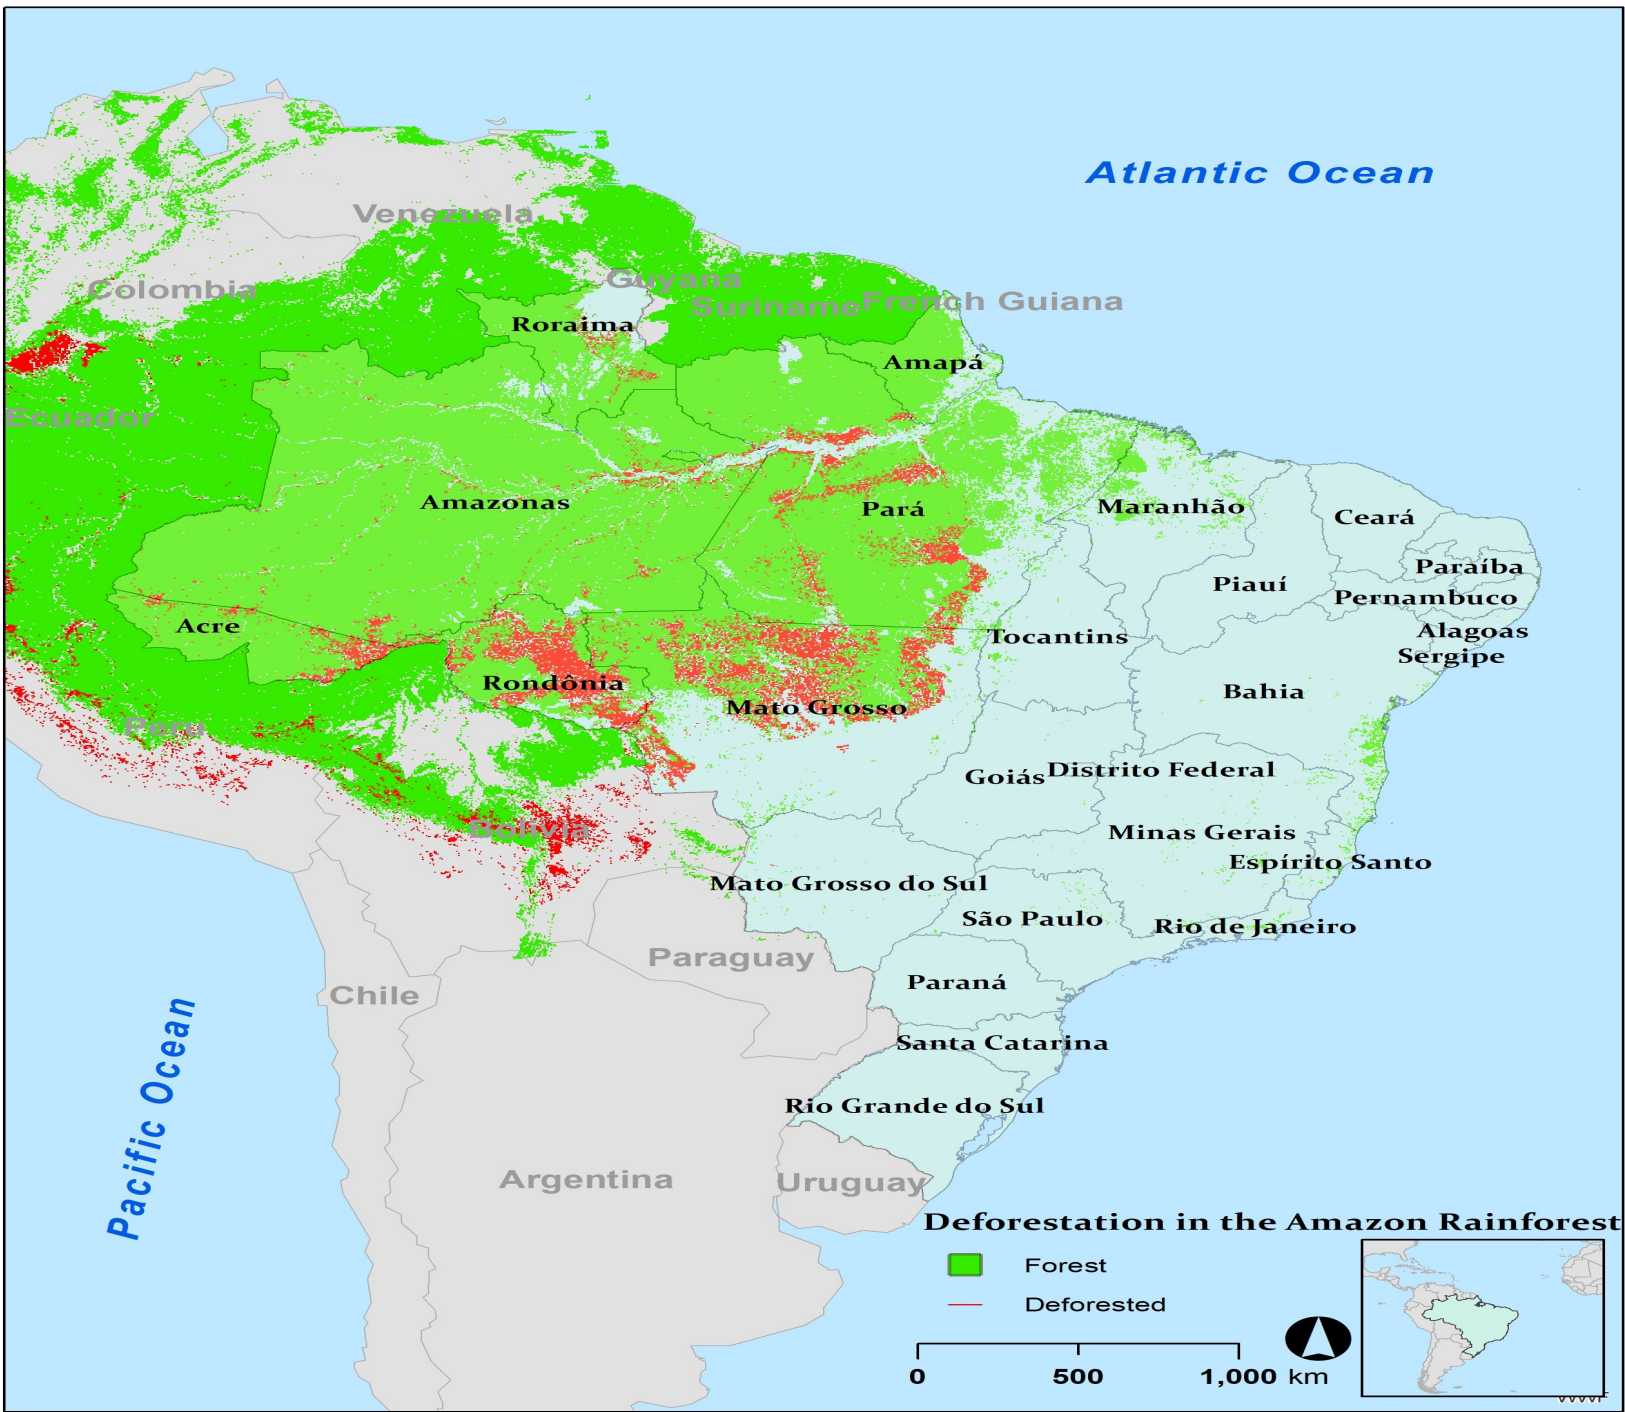 Atlantic Ocean
Venezuela
Colombia
Guyana
Suriname
French Guiana
Roraima
Amapá
Ecuador
Amazonas
Pará
Maranhão
Ceará
Paraíba
Piauí
Pernambuco
Acre
Tocantins
Alagoas
Sergipe
Rondônia
Bahia
Mato Grosso
Peru
Goiás
Distrito Federal
Bolivia
Minas Gerais
Espírito Santo
Mato Grosso do Sul
São Paulo
Rio de Janeiro
Paraguay
Paraná
Chile
Pacific Ocean
Santa Catarina
Rio Grande do Sul
Argentina
Uruguay
Deforestation in the Amazon Rainforest
Forest
Deforested
0 500 1,000 km